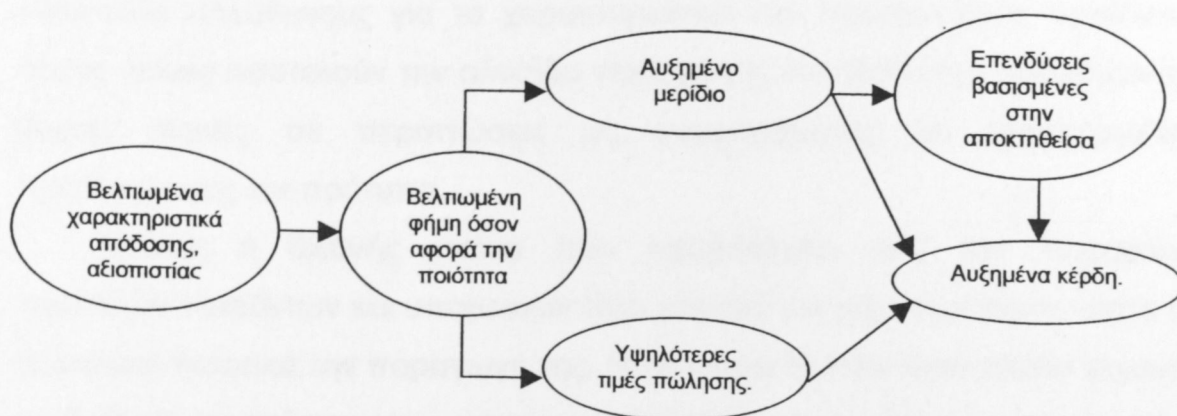 Αυξημένο
μερίδιο
Επενδύσεις
βασισμένες
στην
αποκτηθείσα
Βελτιωμένα
χαρακτηριστικά
απόδοσης,
αξιοπιστίας
Βελτιωμένη
φήμη όσον
αφορά την
ποιότητα
Αυξημένα κέρδη.
Υψηλότερες
τιμές πώλησης.